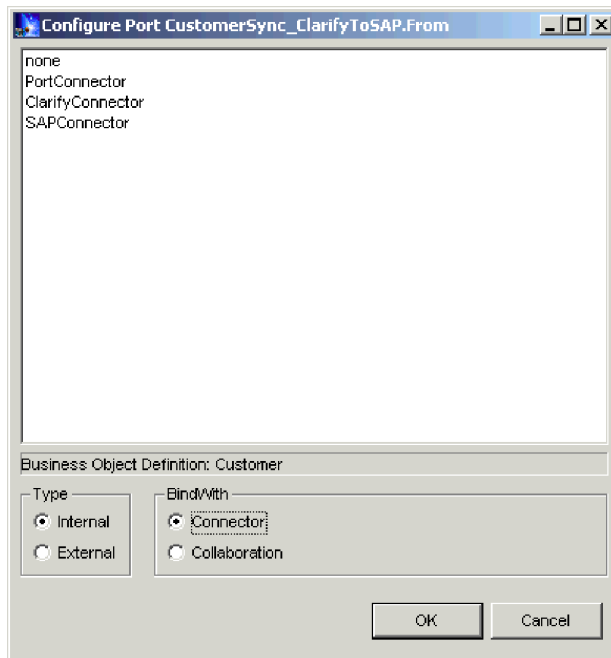 Configure Port CustomerSync_ClarifyToSAP.From
none
PortConnector
ClarifyConnector
SAPConnector
Business Object Definition: Customer
Type
BindWith
Internal
Connector
External
Collaboration
OK
Cancel